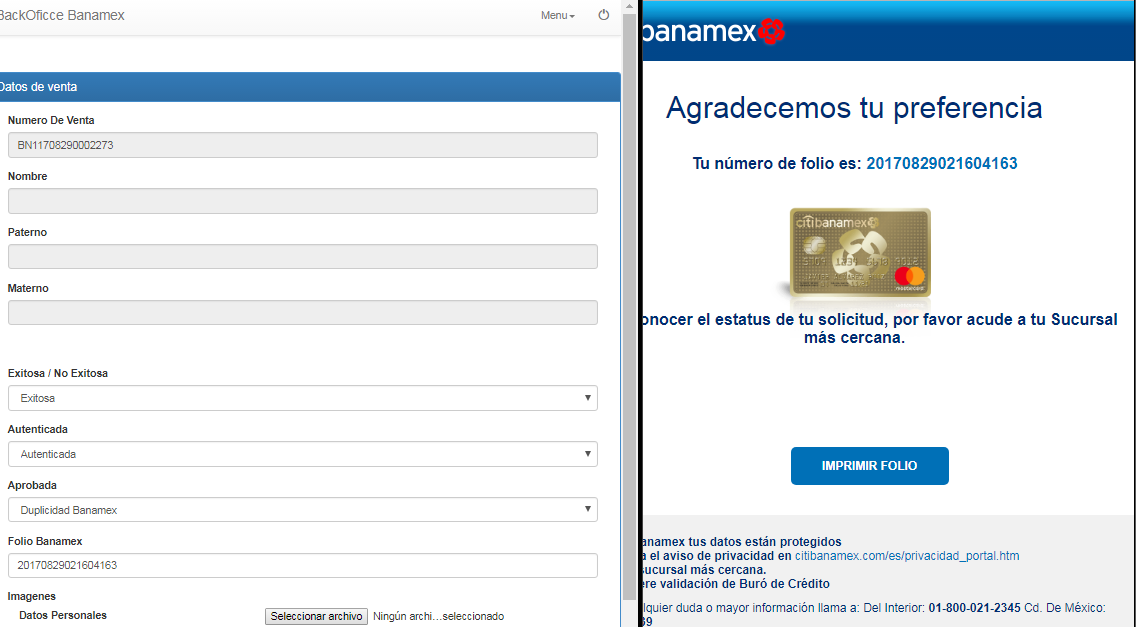 BackOficce Banamex
Menu
Datos de venta
Numero De Venta
BN11708290002273
Nombre
Paterno
Materno
Exitosa / No Exitosa
Exitosa
Autenticada
Autenticada
Aprobada
Duplicidad Banamex
Folio Banamex
20170829021604163
Imagenes
Datos Personales
Seleccionar archivo
Ningún archi...seleccionado
banamex
Agradecemos tu preferencia
Tu número de folio es: 20170829021604163
citibanamex
mastercard
onocer el estatus de tu solicitud, por favor acude a tu Sucursal
más cercana.
IMPRIMIR FOLIO
anamex tus datos están protegidos
a el aviso de privacidad en citibanamex.com/es/privacidad_portal.htm
sucursal más cercana.
ere validación de Buró de Crédito
lquier duda o mayor información llama a: Del Interior: 01-800-021-2345 Cd. De México:
39